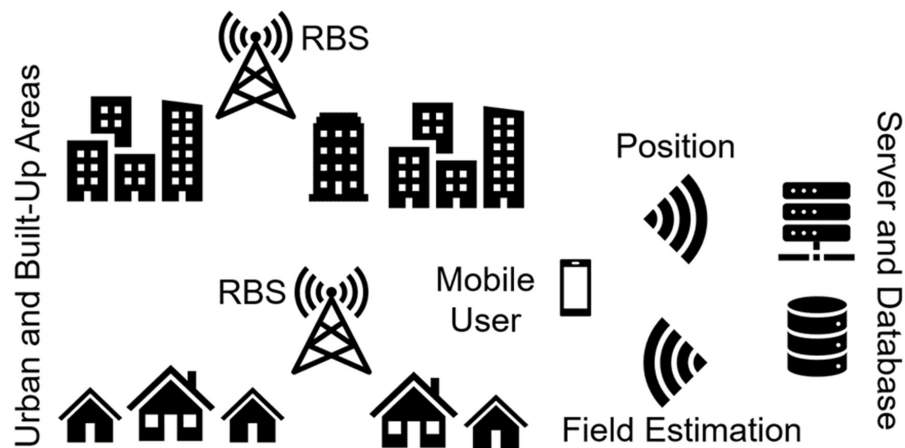 Urban and Built-Up Areas
RBS
RBS
Mobile
User
Position
Field Estimation
Server and Database